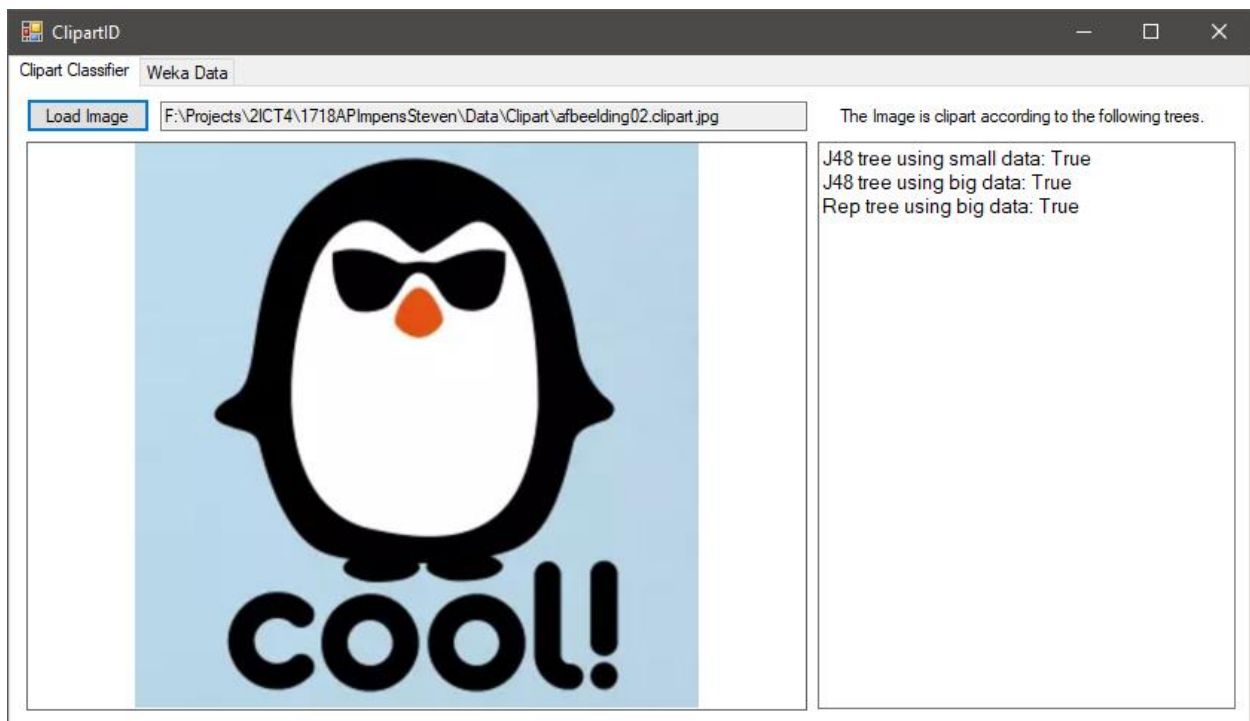 ClipartID
Clipart Classifier Weka Data
Load Image F:\Projects\2ICT4\1718APImpensSteven\Data\Clipart\afbeelding02.clipart.jpg The Image is clipart according to the following trees.
J48 tree using small data: True
J48 tree using big data: True
Rep tree using big data: True
cool!